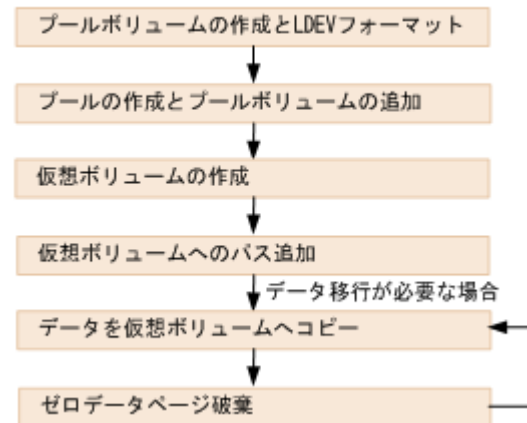 プールボリュームの作成とLDEVフォーマット
プールの作成とプールボリュームの追加
仮想ボリュームの作成
仮想ボリュームへのパス追加
データ移行が必要な場合
データを仮想ボリュームへコピー
ゼロデータページ破棄